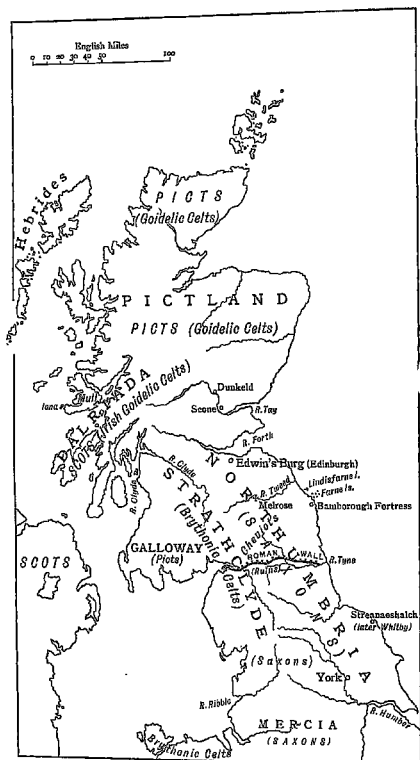 English Miles
0 10 20 30 40 50 100
Hebrides
PICTS
(Goidelic Celts)
PICTLAND
PICTS (Goidelic Celts)
DALRIADA
SCOTS (Irish Goidelic Celts)
Mull
Iona
Dunkeld
Scone
R. Tay
R. Forth
R. Clyde
R. Clyde
NORTHUMBRIA
(SAXONS)
Edwin's Burg (Edinburgh)
Lindisfarne I.
Farne Is.
R. Tweed
Melrose
Bamborough Fortress
Cheviots
STRATHCLYDE
(Brythonic Celts)
GALLOWAY
(Picts)
SCOTS
ROMAN WALL
(Ruins)
R. Tyne
Streanaeshalch
(later Whitby)
(Saxons)
York
R. Ribble
R. Humber
MERCIA
(SAXONS)
Brythonic Celts